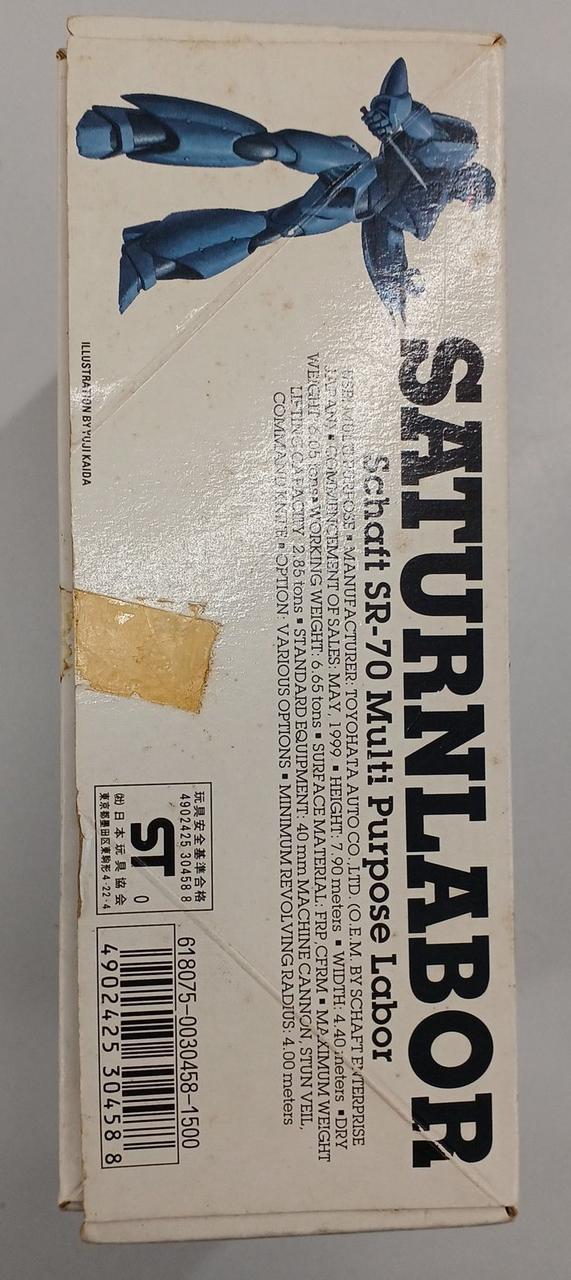 SATURNLABOR
Schaft SR-70 Multi Purpose Labor
USE: MULTI PURPOSE ▪ MANUFACTURER: TOYOHATA AUTO CO., LTD. (O.E.M. BY SCHAFT ENTERPRISE
JAPAN) ▪ COMMENCEMENT OF SALES: MAY, 1999 ▪ HEIGHT: 7.90 meters ▪ WIDTH: 4.40 meters ▪ DRY
WEIGHT: 6.05 tons ▪ WORKING WEIGHT: 6.65 tons ▪ SURFACE MATERIAL: FRP, CFRM ▪ MAXIMUM WEIGHT
LIFTING CAPACITY 2.85 tons ▪ STANDARD EQUIPMENT: 40 mm MACHINE CANNON, STUN VEIL,
COMMAN KNIFE ▪ OPTION: VARIOUS OPTIONS ▪ MINIMUM REVOLVING RADIUS: 4.00 meters
ILLUSTRATION BY YUJI KAIDA
玩具安全基準合格
4902425 30458 8
ST 0
㈳日本玩具協会
東京都墨田区東駒形4-22-4
618075-0030458-1500
4902425 304588